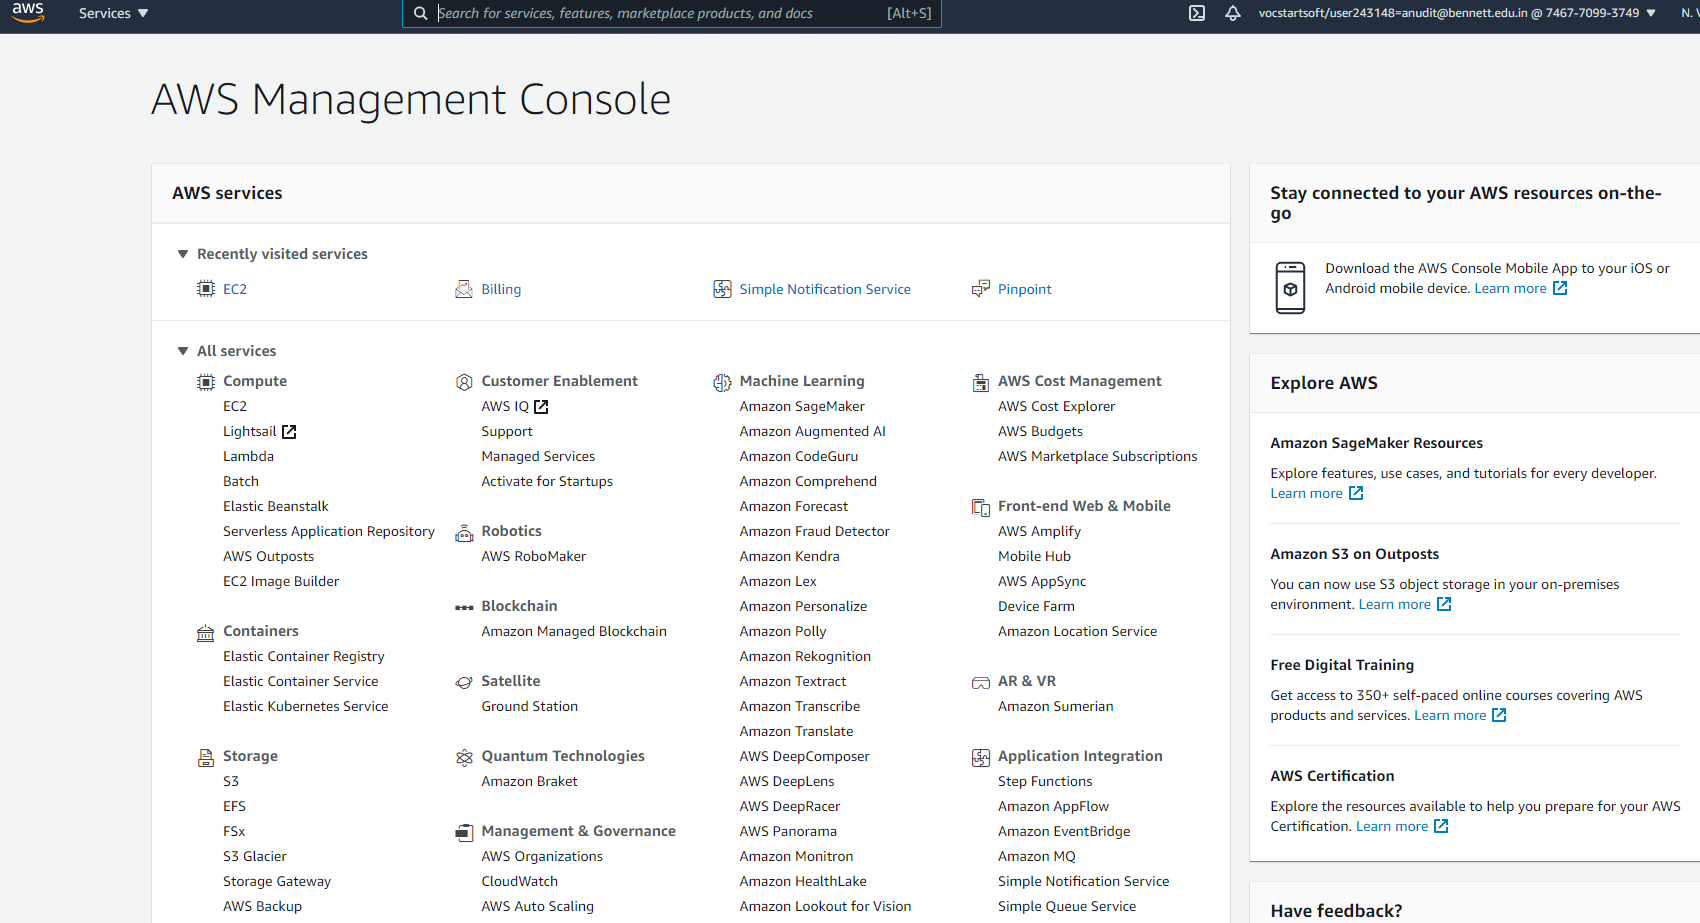 aws
Services
Search for services, features, marketplace products, and docs [Alt+S]
vocstartsoft/user243148=anudit@bennett.edu.in @ 7467-7099-3749
N. V
AWS Management Console
AWS services
Recently visited services
EC2
Billing
Simple Notification Service
Pinpoint
All services
Compute
EC2
Lightsail
Lambda
Batch
Elastic Beanstalk
Serverless Application Repository
AWS Outposts
EC2 Image Builder
Containers
Elastic Container Registry
Elastic Container Service
Elastic Kubernetes Service
Storage
S3
EFS
FSx
S3 Glacier
Storage Gateway
AWS Backup
Customer Enablement
AWS IQ
Support
Managed Services
Activate for Startups
Robotics
AWS RoboMaker
Blockchain
Amazon Managed Blockchain
Satellite
Ground Station
Quantum Technologies
Amazon Braket
Management & Governance
AWS Organizations
CloudWatch
AWS Auto Scaling
Machine Learning
Amazon SageMaker
Amazon Augmented AI
Amazon CodeGuru
Amazon Comprehend
Amazon Forecast
Amazon Fraud Detector
Amazon Kendra
Amazon Lex
Amazon Personalize
Amazon Polly
Amazon Rekognition
Amazon Textract
Amazon Transcribe
Amazon Translate
AWS DeepComposer
AWS DeepLens
AWS DeepRacer
AWS Panorama
Amazon Monitron
Amazon HealthLake
Amazon Lookout for Vision
AWS Cost Management
AWS Cost Explorer
AWS Budgets
AWS Marketplace Subscriptions
Front-end Web & Mobile
AWS Amplify
Mobile Hub
AWS AppSync
Device Farm
Amazon Location Service
AR & VR
Amazon Sumerian
Application Integration
Step Functions
Amazon AppFlow
Amazon EventBridge
Amazon MQ
Simple Notification Service
Simple Queue Service
Stay connected to your AWS resources on-the-
go
Download the AWS Console Mobile App to your iOS or
Android mobile device. Learn more
Explore AWS
Amazon SageMaker Resources
Explore features, use cases, and tutorials for every developer.
Learn more
Amazon S3 on Outposts
You can now use S3 object storage in your on-premises
environment. Learn more
Free Digital Training
Get access to 350+ self-paced online courses covering AWS
products and services. Learn more
AWS Certification
Explore the resources available to help you prepare for your AWS
Certification. Learn more
Have feedback?